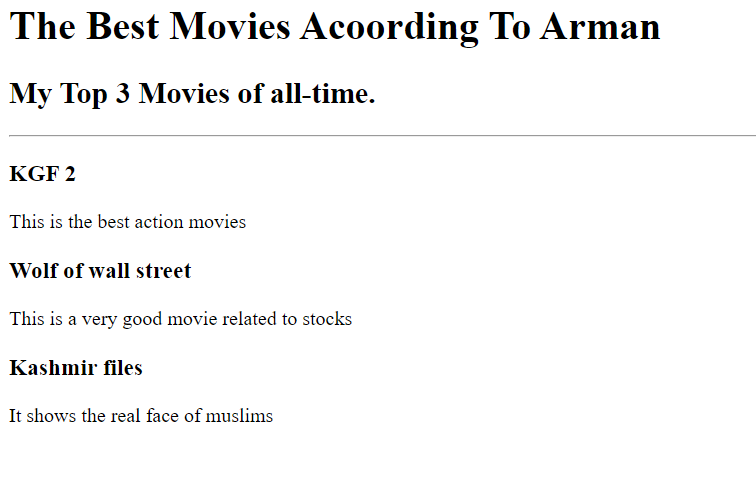 The Best Movies Acoording To Arman
My Top 3 Movies of all-time.
KGF 2
This is the best action movies
Wolf of wall street
This is a very good movie related to stocks
Kashmir files
It shows the real face of muslims